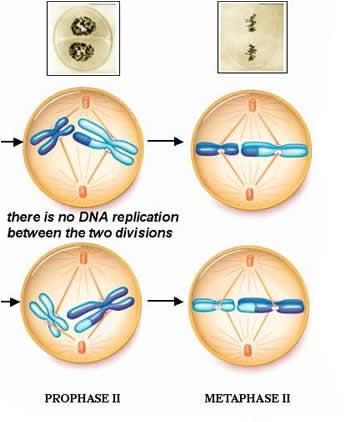 there is no DNA replication
between the two divisions
PROPHASE II
METAPHASE II